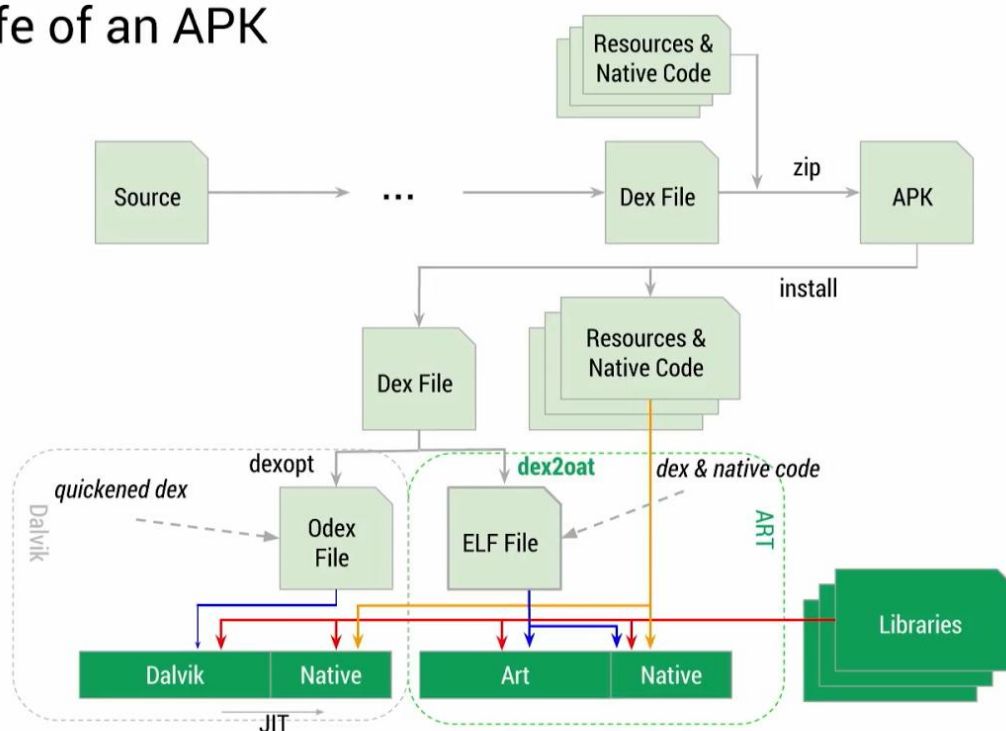 fe of an APK
Resources &
Native Code
Source
...
Dex File
zip
APK
install
Resources &
Native Code
Dex File
dexopt
dex2oat
dex & native code
quickened dex
Dalvik
Odex
File
ELF File
ART
Libraries
Dalvik
Native
Art
Native
JIT